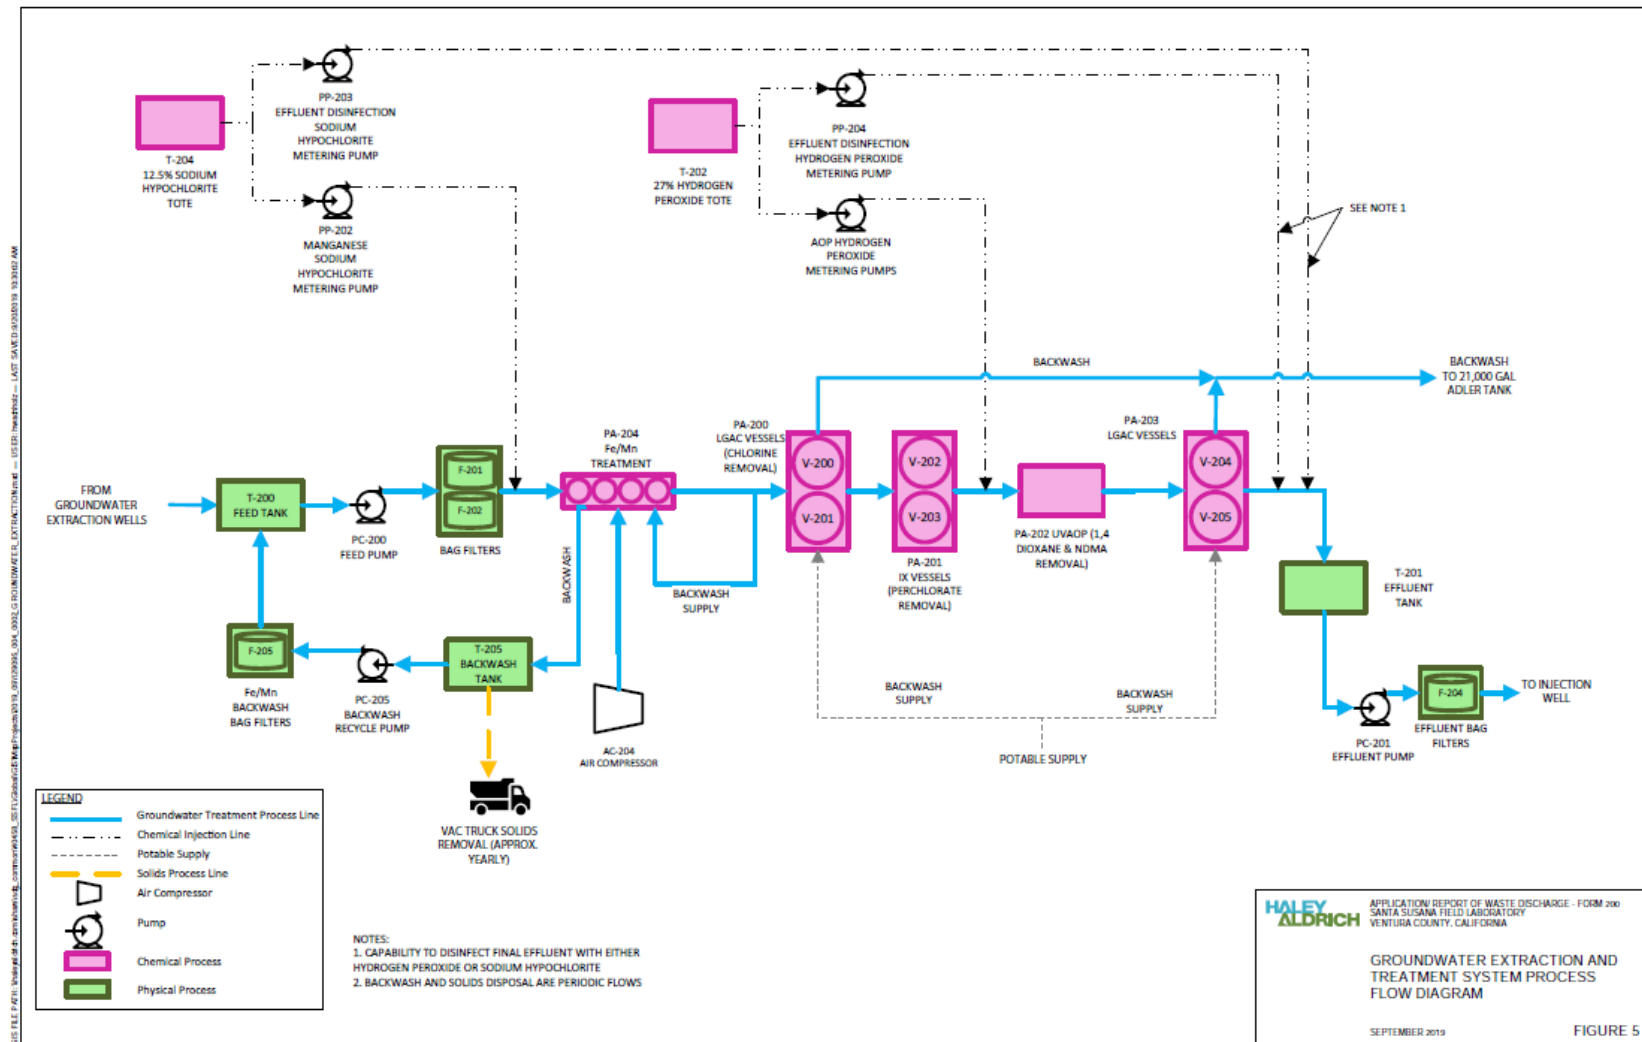 PP-203
EFFLUENT DISINFECTION
SODIUM
HYPOCHLORITE
METERING PUMP
T-204
12.5% SODIUM
HYPOCHLORITE
TOTE
PP-202
MANGANESE
SODIUM
HYPOCHLORITE
METERING PUMP
PP-204
EFFLUENT DISINFECTION
HYDROGEN PEROXIDE
METERING PUMP
T-202
27% HYDROGEN
PEROXIDE TOTE
AOP HYDROGEN
PEROXIDE
METERING PUMPS
SEE NOTE 1
BACKWASH
BACKWASH
TO 21,000 GAL
ADLER TANK
FROM
GROUNDWATER
EXTRACTION WELLS
T-200
FEED TANK
PC-200
FEED PUMP
F-201
F-202
BAG FILTERS
PA-204
Fe/Mn
TREATMENT
PA-200
LGAC VESSELS
(CHLORINE
REMOVAL)
V-200
V-201
V-202
V-203
PA-201
IX VESSELS
(PERCHLORATE
REMOVAL)
PA-202 UVAOP (1,4
DIOXANE & NDMA
REMOVAL)
PA-203
LGAC VESSELS
V-204
V-205
T-201
EFFLUENT
TANK
BACKWASH
BACKWASH
SUPPLY
F-205
Fe/Mn
BACKWASH
BAG FILTERS
PC-205
BACKWASH
RECYCLE PUMP
T-205
BACKWASH
TANK
AC-204
AIR COMPRESSOR
VAC TRUCK SOLIDS
REMOVAL (APPROX.
YEARLY)
BACKWASH
SUPPLY
BACKWASH
SUPPLY
POTABLE SUPPLY
PC-201
EFFLUENT PUMP
F-204
EFFLUENT BAG
FILTERS
TO INJECTION
WELL
LEGEND
Groundwater Treatment Process Line
Chemical Injection Line
Potable Supply
Solids Process Line
Air Compressor
Pump
Chemical Process
Physical Process
NOTES:
1. CAPABILITY TO DISINFECT FINAL EFFLUENT WITH EITHER
HYDROGEN PEROXIDE OR SODIUM HYPOCHLORITE
2. BACKWASH AND SOLIDS DISPOSAL ARE PERIODIC FLOWS
HALEY
ALDRICH
APPLICATION/ REPORT OF WASTE DISCHARGE - FORM 200
SANTA SUSANA FIELD LABORATORY
VENTURA COUNTY, CALIFORNIA
GROUNDWATER EXTRACTION AND
TREATMENT SYSTEM PROCESS
FLOW DIAGRAM
SEPTEMBER 2019
FIGURE 5